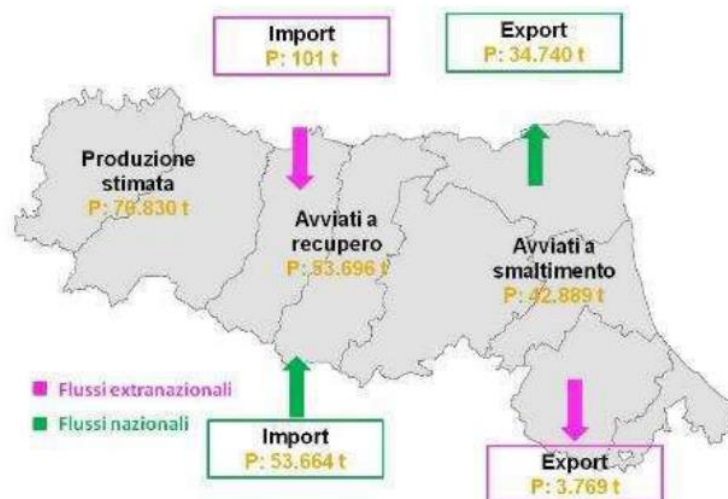 Import
P: 101 t
Export
P: 34.740 t
Produzione
stimata
P: 79.830 t
Avviati a
recupero
P: 53.696 t
Avviati a
smaltimento
P: 42.889 t
Flussi extranazionali
Flussi nazionali
Import
P: 53.664 t
Export
P: 3.769 t